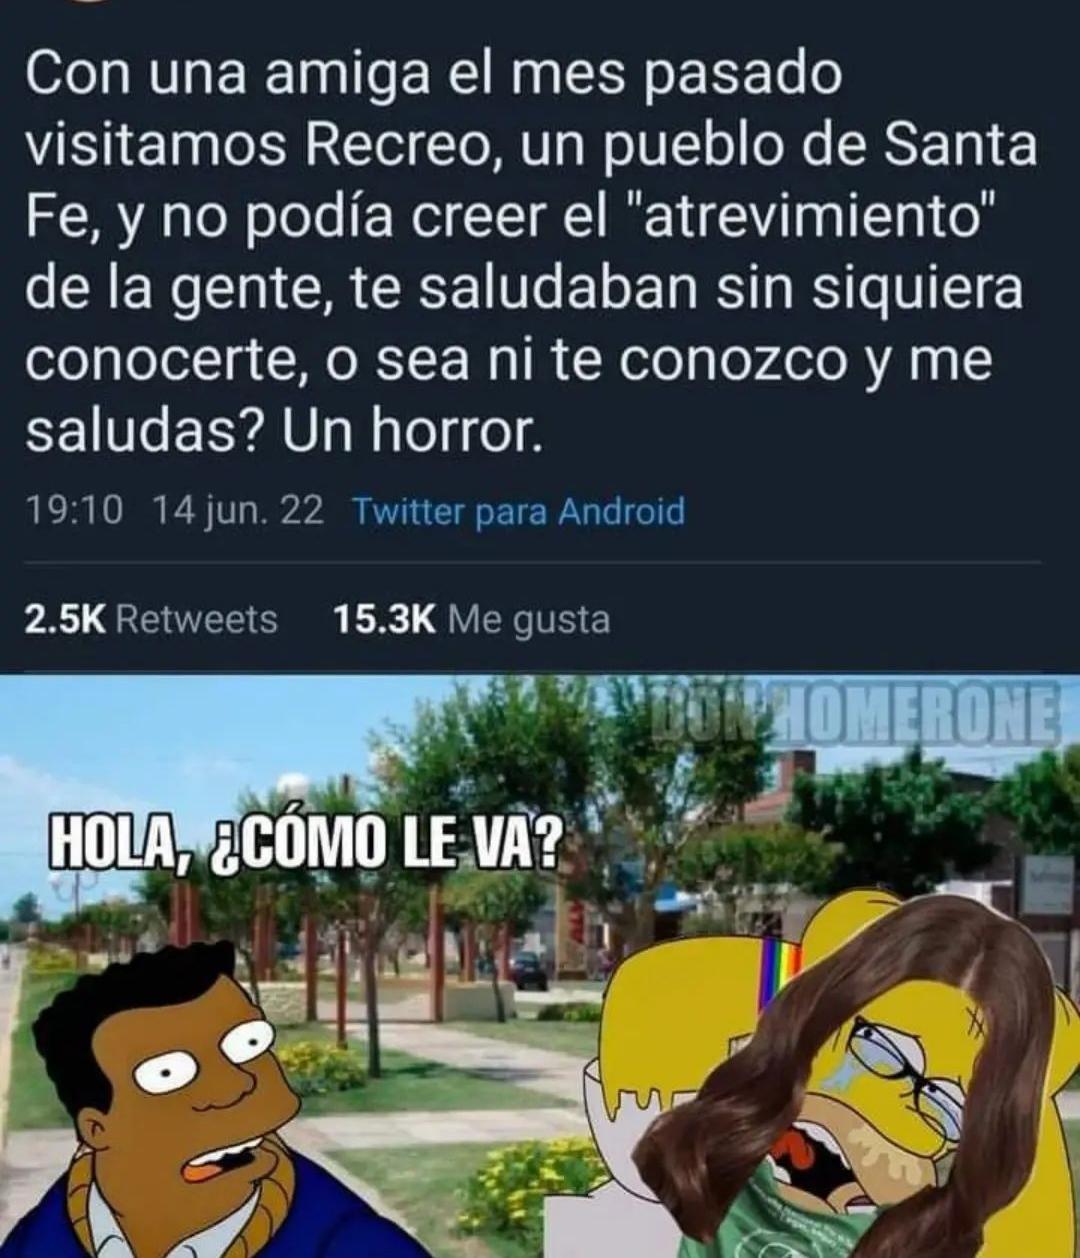 Con una amiga el mes pasado
visitamos Recreo, un pueblo de Santa
Fe, y no podía creer el "atrevimiento"
de la gente, te saludaban sin siquiera
conocerte, o sea ni te conozco y me
saludas? Un horror.
19:10 14 jun. 22 Twitter para Android
2.5K Retweets 15.3K Me gusta
DON HOMERONE
HOLA, ¿CÓMO LE VA?